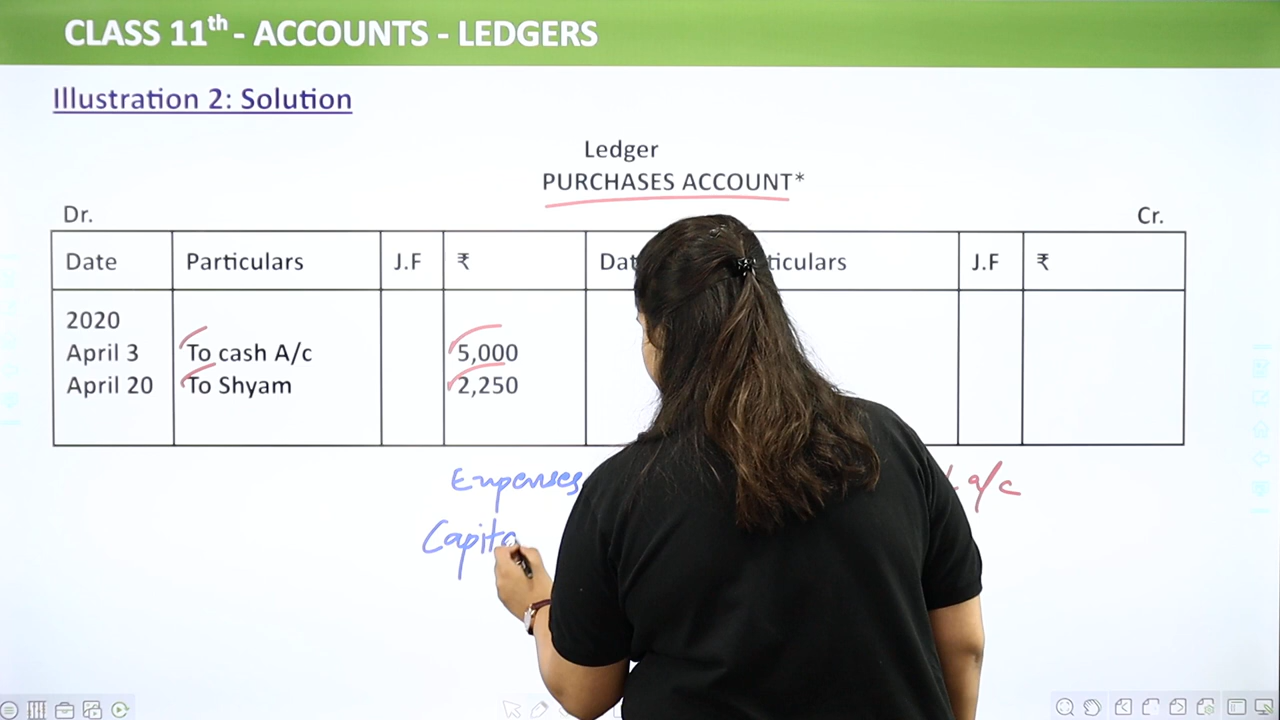 CLASS 11th - ACCOUNTS - LEDGERS
Illustration 2: Solution
Ledger
PURCHASES ACCOUNT*
Dr. Cr.
Date Particulars J.F ₹ J.F ₹
2020
April 3 To cash A/c 5,000
April 20 To Shyam 2,250
Expenses a/c